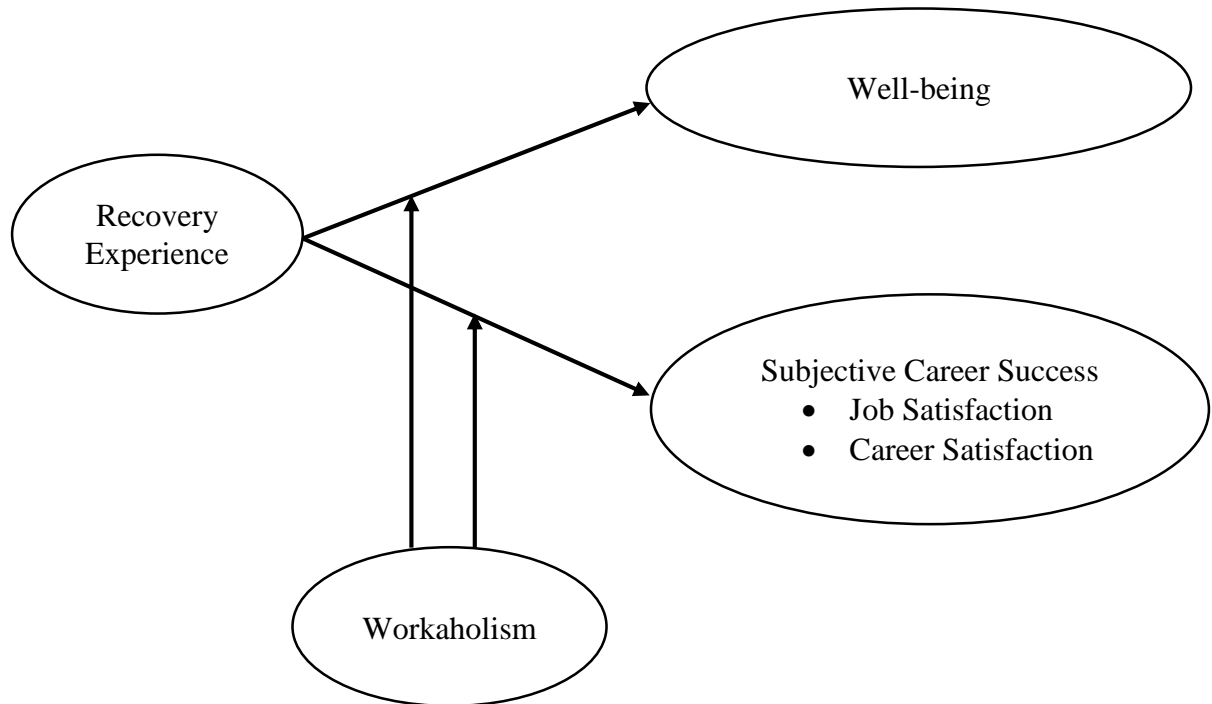 Well-being
Recovery
Experience
Subjective Career Success
• Job Satisfaction
• Career Satisfaction
Workaholism